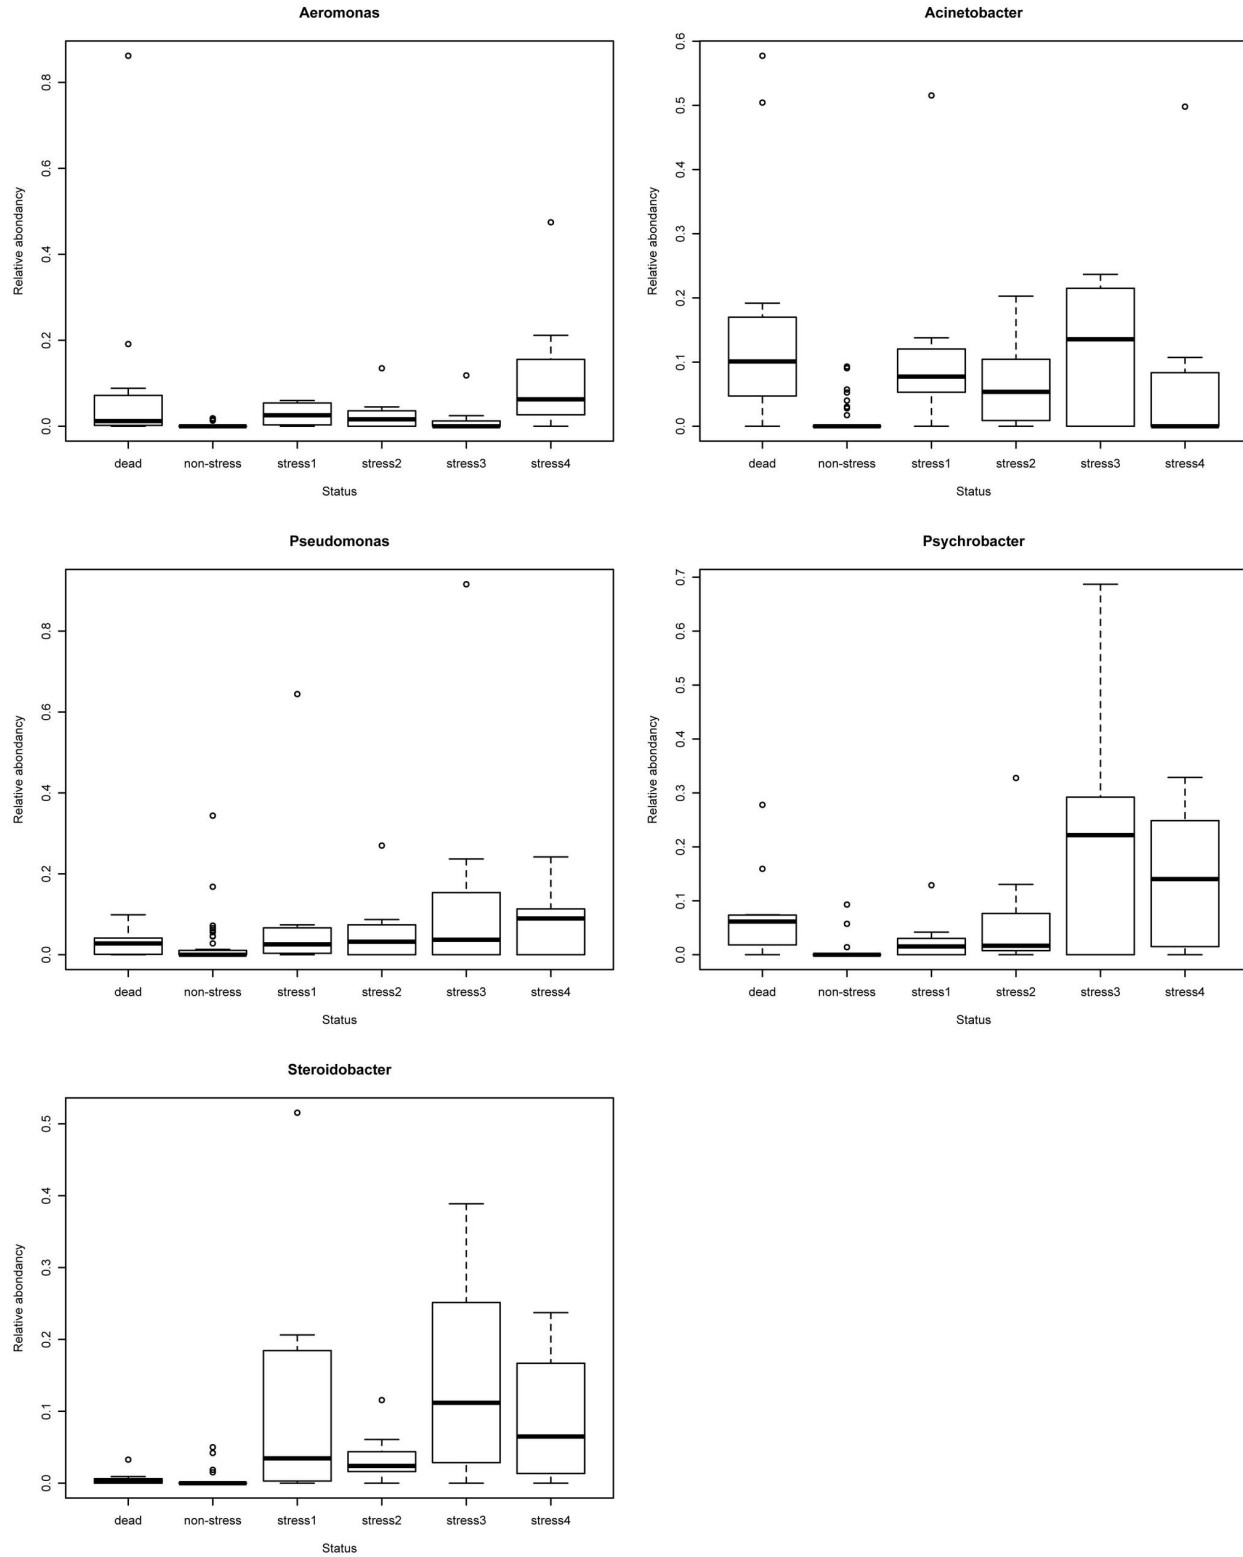 Aeromonas
Relative abondancy
0.0 0.2 0.4 0.6 0.8
dead non-stress stress1 stress2 stress3 stress4
Status
Acinetobacter
Relative abondancy
0.0 0.1 0.2 0.3 0.4 0.5 0.6
dead non-stress stress1 stress2 stress3 stress4
Status
Pseudomonas
Relative abondancy
0.0 0.2 0.4 0.6 0.8
dead non-stress stress1 stress2 stress3 stress4
Status
Psychrobacter
Relative abondancy
0.0 0.1 0.2 0.3 0.4 0.5 0.6 0.7
dead non-stress stress1 stress2 stress3 stress4
Status
Steroidobacter
Relative abondancy
0.0 0.1 0.2 0.3 0.4 0.5
dead non-stress stress1 stress2 stress3 stress4
Status